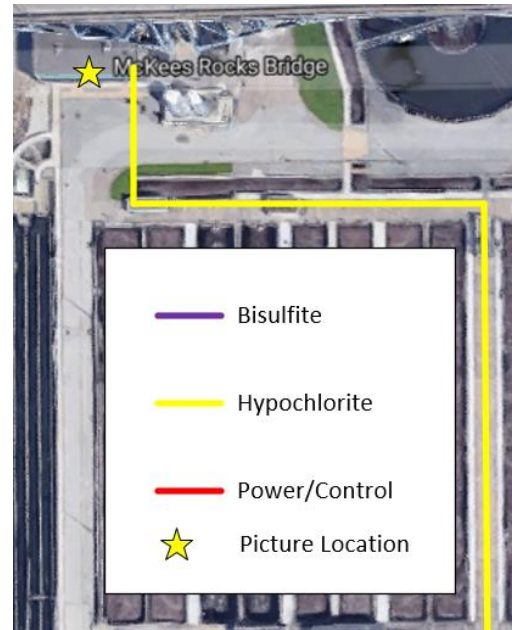 McKees Rocks Bridge
Bisulfite
Hypochlorite
Power/Control
Picture Location